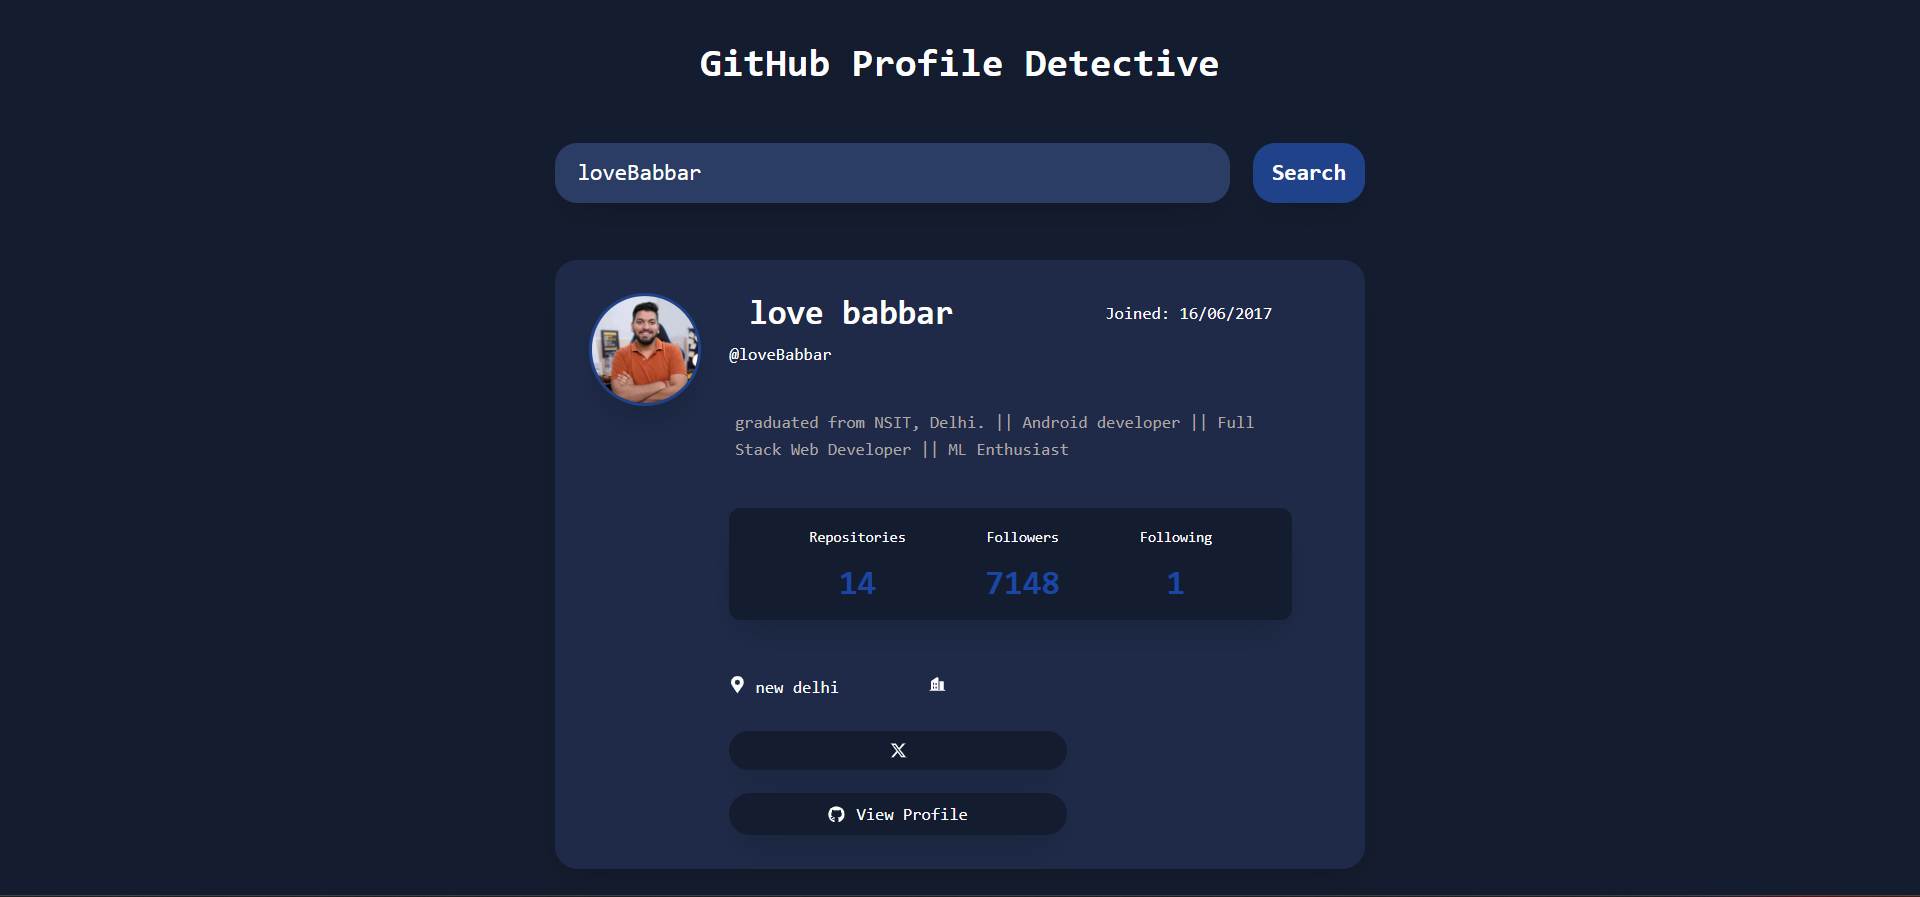 GitHub Profile Detective
loveBabbar
Search
love babbar
Joined: 16/06/2017
@loveBabbar
graduated from NSIT, Delhi. || Android developer || Full
Stack Web Developer || ML Enthusiast
Repositories Followers Following
14 7148 1
new delhi
View Profile